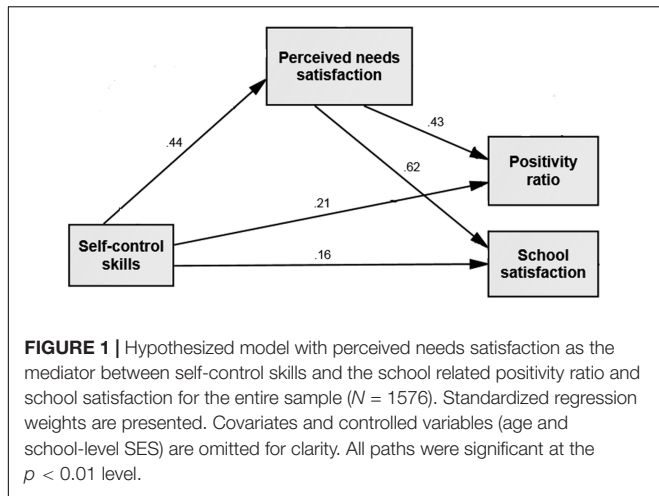 Perceived needs
satisfaction
.44
.43
.62
Positivity
ratio
.21
Self-control
skills
.16
School
satisfaction
FIGURE 1 | Hypothesized model with perceived needs satisfaction as the
mediator between self-control skills and the school related positivity ratio and
school satisfaction for the entire sample (N = 1576). Standardized regression
weights are presented. Covariates and controlled variables (age and
school-level SES) are omitted for clarity. All paths were significant at the
p < 0.01 level.